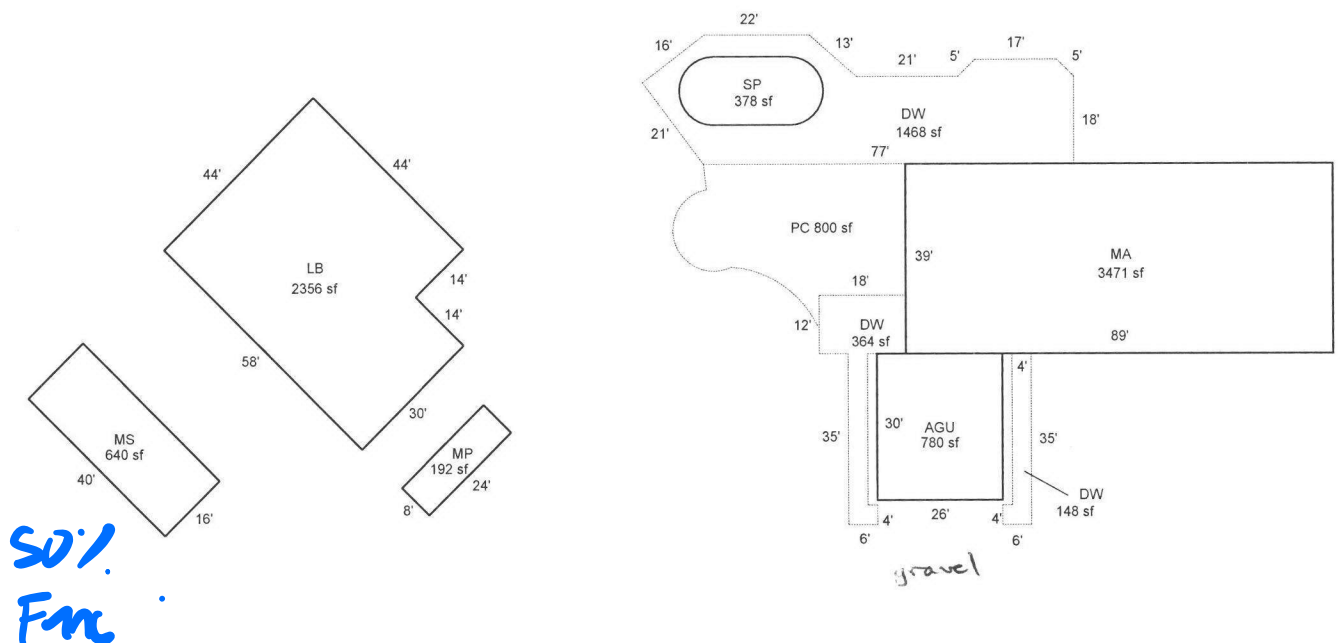 22'
16'
13'
17'
5'
5'
21'
SP
378 sf
DW
1468 sf
18'
21'
77'
44'
44'
LB
2356 sf
14'
14'
58'
30'
PC 800 sf
39'
MA
3471 sf
18'
12'
DW
364 sf
89'
4'
MS
640 sf
40'
16'
MP
192 sf
24'
8'
30'
AGU
780 sf
35'
35'
DW
148 sf
26'
4'
4'
6'
6'
gravel
50%